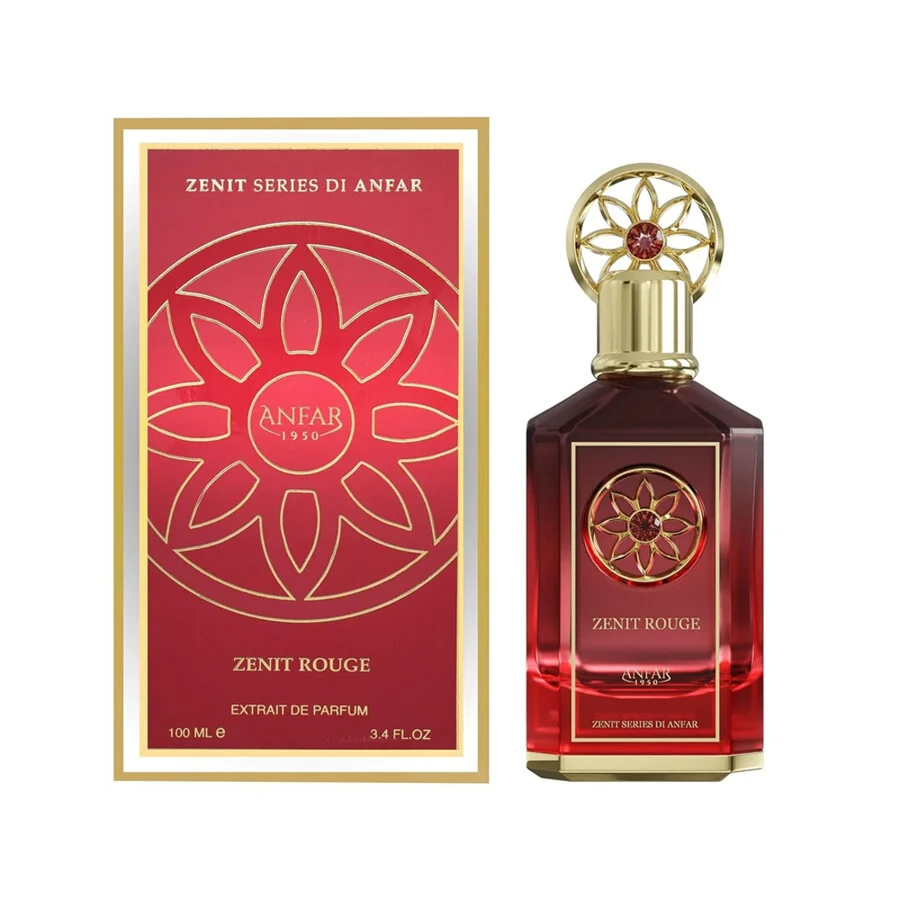 ZENIT SERIES DI ANFAR
ANFAR
1950
ZENIT ROUGE
EXTRAIT DE PARFUM
100 ML e
3.4 FL.OZ
ZENIT ROUGE
ANFAR
1950
ZENIT SERIES DI ANFAR